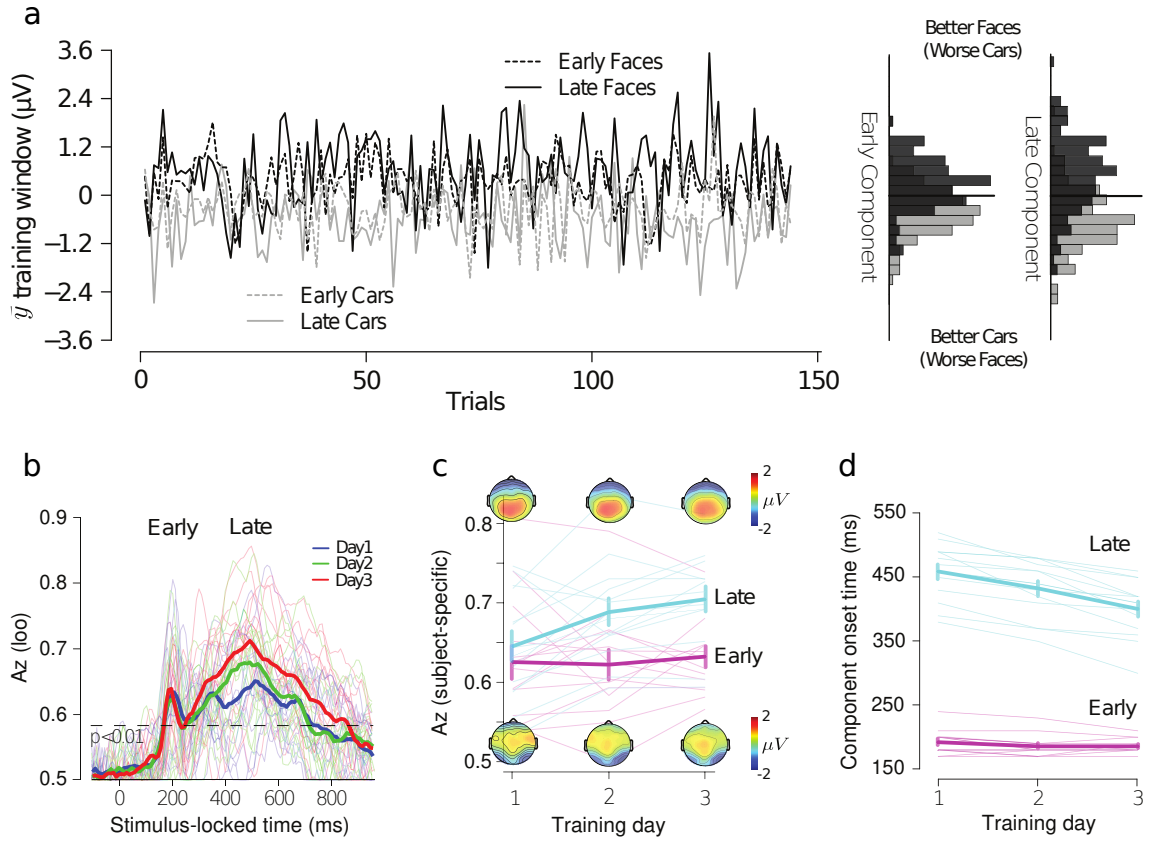 a
3.6
2.4
1.2
0
−1.2
−2.4
−3.6
ȳ training window (μV)
Early Faces
Late Faces
Early Cars
Late Cars
0
50
100
150
Trials
Better Faces
(Worse Cars)
Early Component
Late Component
Better Cars
(Worse Faces)
b
0.9
0.8
0.7
0.6
0.5
Az (loo)
Early
Late
Day1
Day2
Day3
p<0.01
0
200
400
600
800
Stimulus-locked time (ms)
c
0.8
0.7
0.6
0.5
Az (subject-specific)
2
μV
-2
Late
Early
2
μV
-2
1
2
3
Training day
d
550
450
350
250
150
Component onset time (ms)
Late
Early
1
2
3
Training day